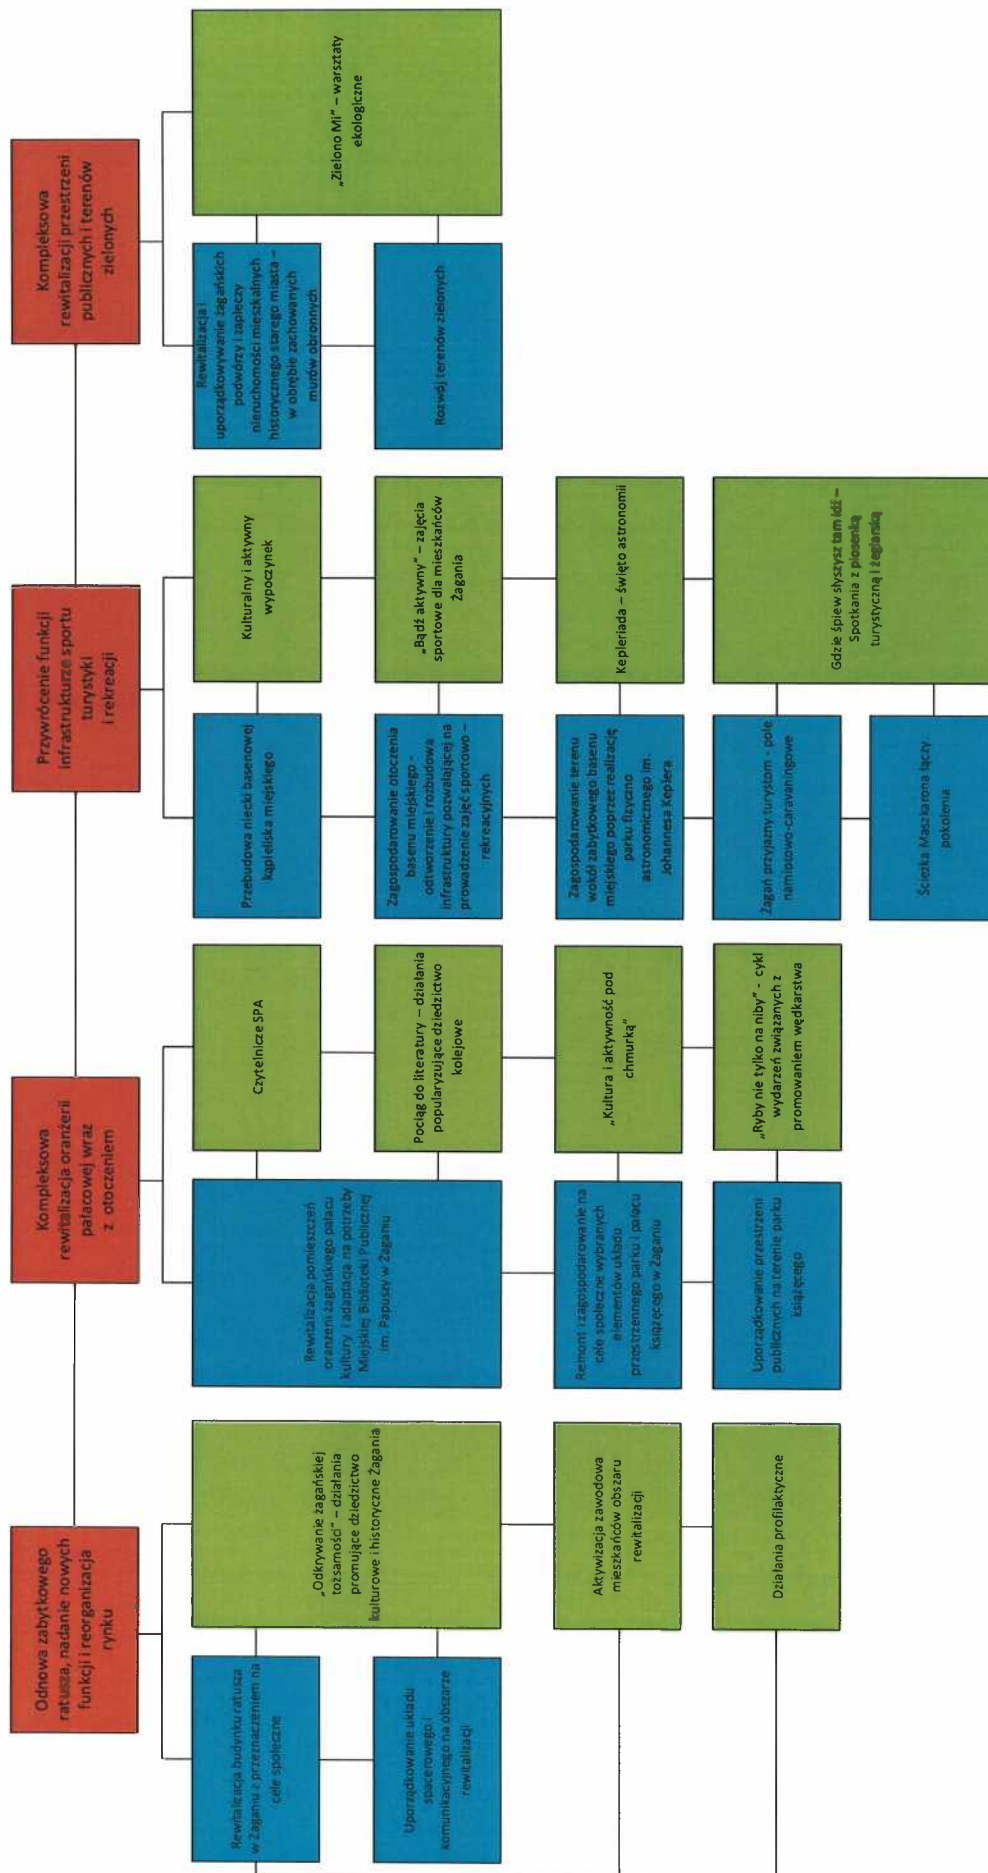 Odnowa zabytkowego
ratusza, nadanie nowych
funkcji i reorganizacja
rynku
Rewitalizacja budynku ratusza
w Żaganiu z przeznaczeniem na
cele społeczne
Uporządkowanie układu
spacerowego i
komunikacyjnego na obszarze
rewitalizacji
„Odkrywanie żagańskiej
tożsamości" – działania
promujące dziedzictwo
kulturowe i historyczne Żagania
Aktywizacja zawodowa
mieszkańców obszaru
rewitalizacji
Działania profilaktyczne
Kompleksowa
rewitalizacja oranżerii
pałacowej wraz
z otoczeniem
Rewitalizacja pomieszczeń
oranżerii żagańskiego pałacu
kultury i adaptacja na potrzeby
Miejskiej Biblioteki Publicznej
im. Papuszy w Żaganiu
Remont i zagospodarowanie na
cele społeczne wybranych
elementów układu
przestrzennego parku i pałacu
książęcego w Żaganiu
Uporządkowanie przestrzeni
publicznych na terenie parku
książęcego
Czytelnicze SPA
Pociąg do literatury – działania
popularyzujące dziedzictwo
kolejowe
„Kultura i aktywność pod
chmurką"
„Ryby nie tylko na niby" - cykl
wydarzeń związanych z
promowaniem wędkarstwa
Przywrócenie funkcji
infrastrukturze sportu
turystyki
i rekreacji
Przebudowa niecki basenowej
kąpieliska miejskiego
Zagospodarowanie otoczenia
basenu miejskiego -
odtworzenie i rozbudowa
infrastruktury pozwalającej na
prowadzenie zajęć sportowo –
rekreacyjnych
Zagospodarowanie terenu
wokół zabytkowego basenu
miejskiego poprzez realizację
parku fizyczno
astronomicznego im.
Johannesa Keplera
Żagań przyjazny turystom - pole
namiotowo-caravaningowe
Ścieżka Maszkarona łączy
pokolenia
Kulturalny i aktywny
wypoczynek
„Bądź aktywny" – zajęcia
sportowe dla mieszkańców
Żagania
Kepleriada – święto astronomii
Gdzie śpiew słyszysz tam idź –
Spotkania z piosenką
turystyczną i żeglarską
Kompleksowa
rewitalizacji przestrzeni
publicznych i terenów
zielonych
Rewitalizacja i
uporządkowywanie żagańskich
podwórzy i zapleczy
nieruchomości mieszkalnych
historycznego starego miasta –
w obrębie zachowanych
murów obronnych
Rozwój terenów zielonych
„Zielono Mi" – warsztaty
ekologiczne